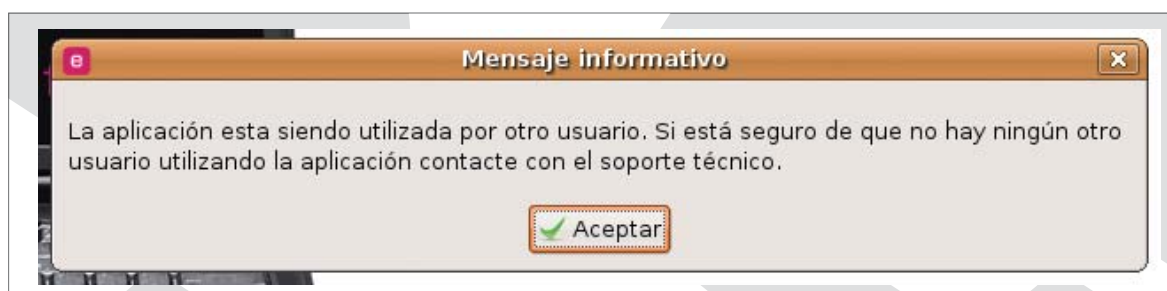 e
Mensaje informativo
La aplicación esta siendo utilizada por otro usuario. Si está seguro de que no hay ningún otro
usuario utilizando la aplicación contacte con el soporte técnico.
Aceptar